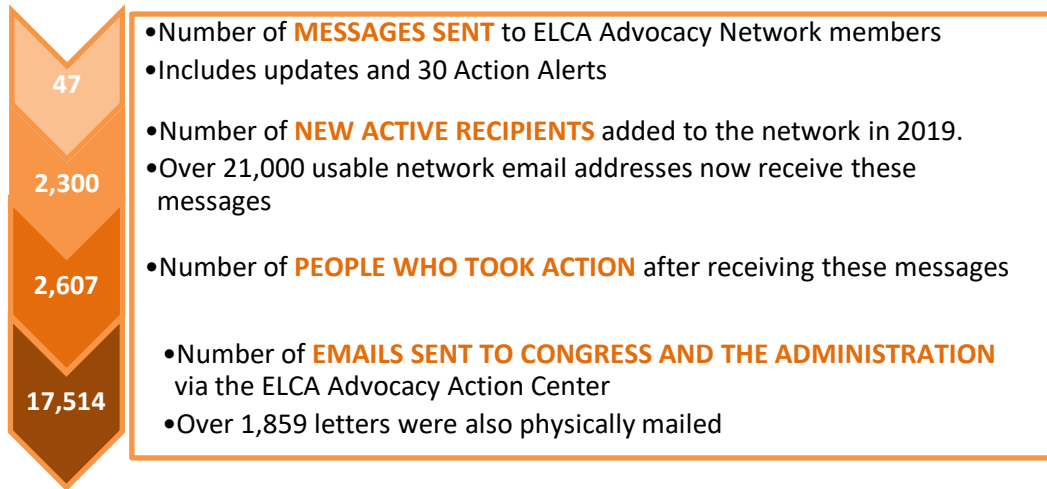 47
•Number of MESSAGES SENT to ELCA Advocacy Network members
•Includes updates and 30 Action Alerts
2,300
•Number of NEW ACTIVE RECIPIENTS added to the network in 2019.
•Over 21,000 usable network email addresses now receive these
messages
2,607
•Number of PEOPLE WHO TOOK ACTION after receiving these messages
17,514
•Number of EMAILS SENT TO CONGRESS AND THE ADMINISTRATION
via the ELCA Advocacy Action Center
•Over 1,859 letters were also physically mailed